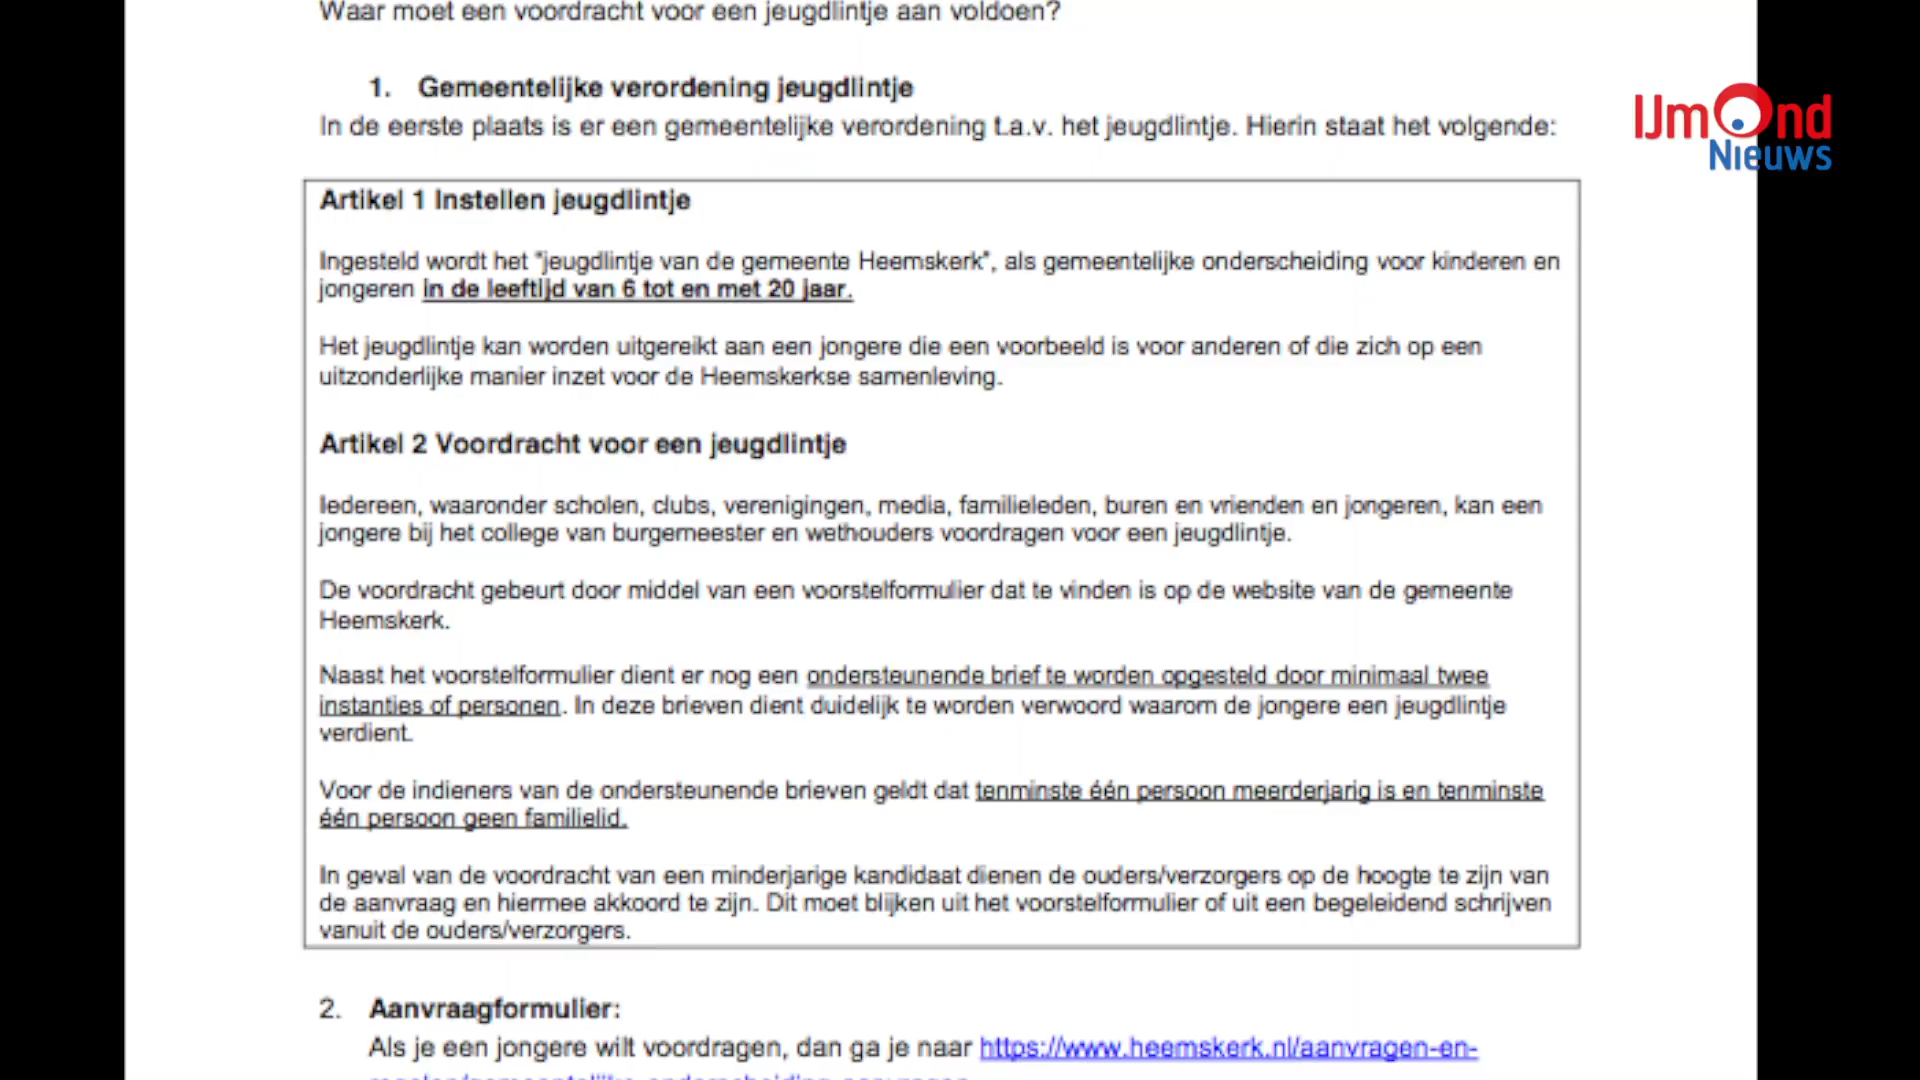 Waar moet een voordracht voor een jeugdlintje aan voldoen?
1. Gemeentelijke verordening jeugdlintje
In de eerste plaats is er een gemeentelijke verordening t.a.v. het jeugdlintje. Hierin staat het volgende:
IJmOnd
Nieuws
Artikel 1 Instellen jeugdlintje
Ingesteld wordt het "jeugdlintje van de gemeente Heemskerk", als gemeentelijke onderscheiding voor kinderen en
jongeren in de leeftijd van 6 tot en met 20 jaar.
Het jeugdlintje kan worden uitgereikt aan een jongere die een voorbeeld is voor anderen of die zich op een
uitzonderlijke manier inzet voor de Heemskerkse samenleving.
Artikel 2 Voordracht voor een jeugdlintje
Iedereen, waaronder scholen, clubs, verenigingen, media, familieleden, buren en vrienden en jongeren, kan een
jongere bij het college van burgemeester en wethouders voordragen voor een jeugdlintje.
De voordracht gebeurt door middel van een voorstelformulier dat te vinden is op de website van de gemeente
Heemskerk.
Naast het voorstelformulier dient er nog een ondersteunende brief te worden opgesteld door minimaal twee
instanties of personen. In deze brieven dient duidelijk te worden verwoord waarom de jongere een jeugdlintje
verdient.
Voor de indieners van de ondersteunende brieven geldt dat tenminste één persoon meerderjarig is en tenminste
één persoon geen familielid.
In geval van de voordracht van een minderjarige kandidaat dienen de ouders/verzorgers op de hoogte te zijn van
de aanvraag en hiermee akkoord te zijn. Dit moet blijken uit het voorstelformulier of uit een begeleidend schrijven
vanuit de ouders/verzorgers.
2. Aanvraagformulier:
Als je een jongere wilt voordragen, dan ga je naar https://www.heemskerk.nl/aanvragen-en-